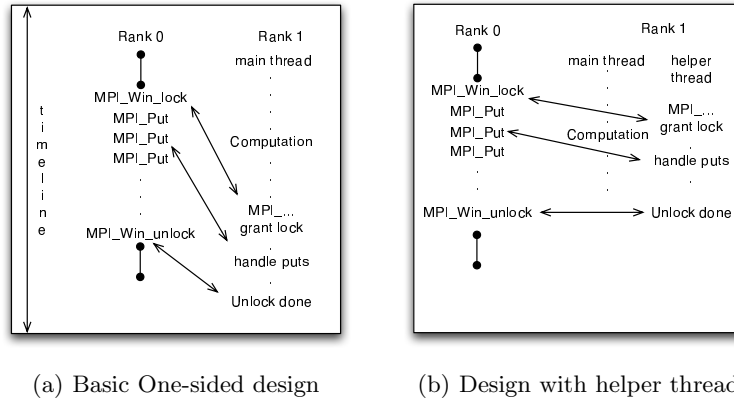 Rank 0
Rank 1
main thread
timeline
MPI_Win_lock
MPI_Put
MPI_Put
MPI_Put
Computation
MPI_...
grant lock
MPI_Win_unlock
handle puts
Unlock done
(a) Basic One-sided design
Rank 0
Rank 1
main thread
helper
thread
MPI_Win_lock
MPI_Put
MPI_Put
MPI_Put
Computation
MPI_...
grant lock
handle puts
MPI_Win_unlock
Unlock done
(b) Design with helper thread